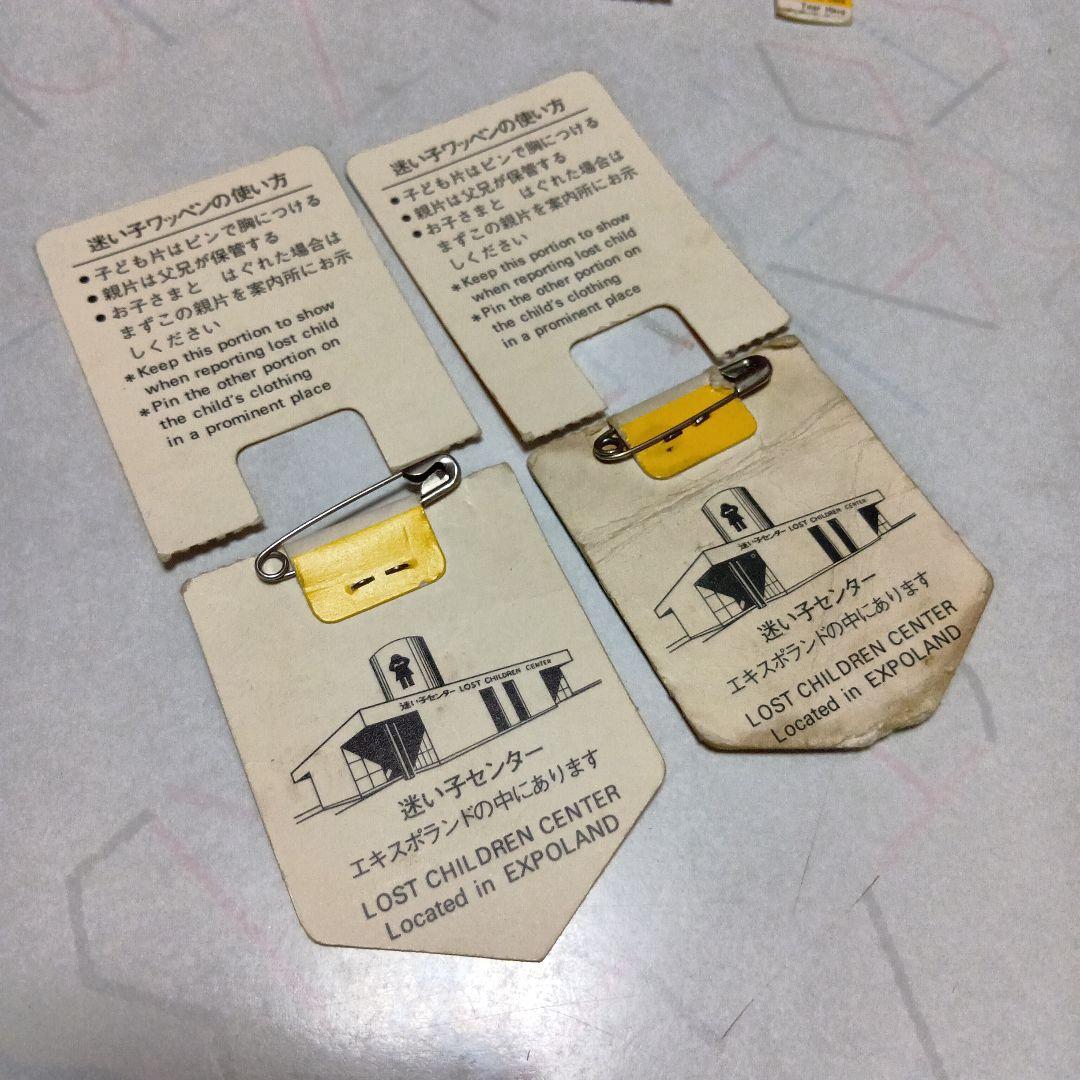 迷い子ワッペンの使い方
●子ども片はピンで胸につける
●親片は父兄が保管する
●お子さまと はぐれた場合は
まずこの親片を案内所にお示
しください
*Keep this portion to show
when reporting lost child
*Pin the other portion on
the child's clothing
in a prominent place
迷い子センター LOST CHILDREN CENTER
迷い子センター
エキスポランドの中にあります
LOST CHILDREN CENTER
Located in EXPOLAND
迷い子ワッペンの使い方
●子ども片はピンで胸につける
●親片は父兄が保管する
●お子さまと はぐれた場合は
まずこの親片を案内所にお示
しください
*Keep this portion to show
when reporting lost child
*Pin the other portion on
the child's clothing
in a prominent place
迷い子センター LOST CHILDREN CENTER
迷い子センター
エキスポランドの中にあります
LOST CHILDREN CENTER
Located in EXPOLAND